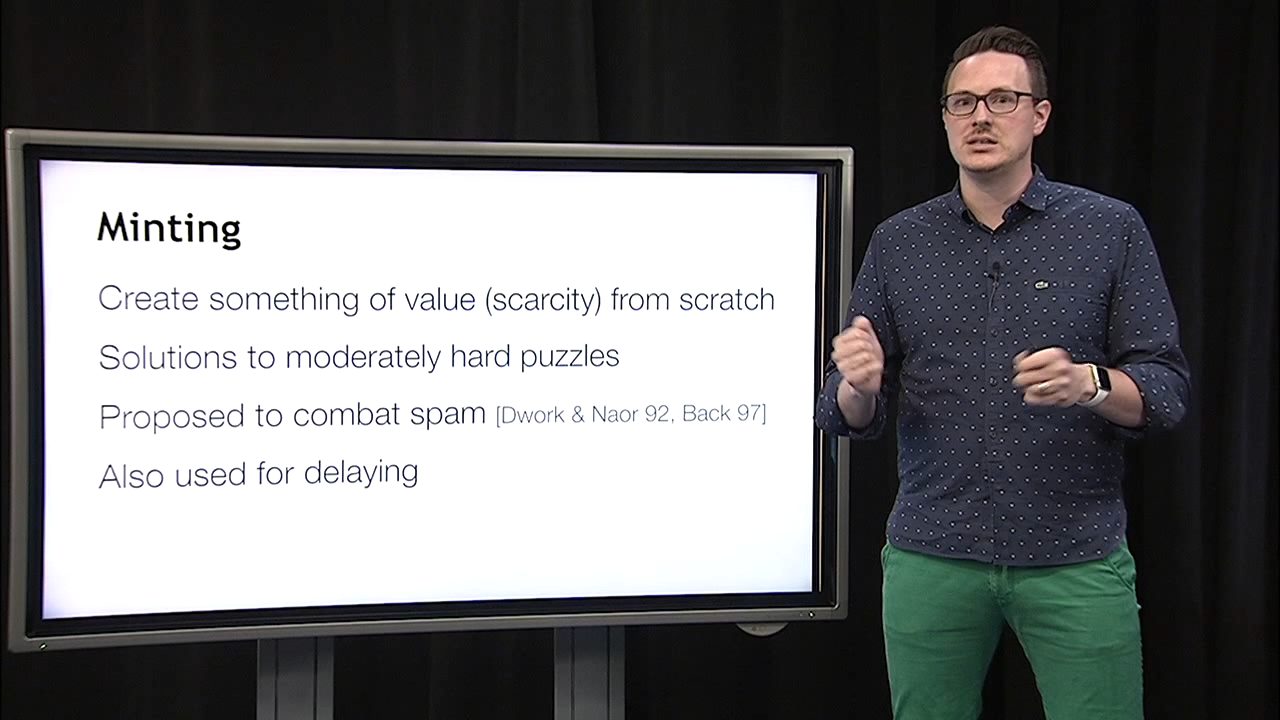 Minting
Create something of value (scarcity) from scratch
Solutions to moderately hard puzzles
Proposed to combat spam [Dwork & Naor 92, Back 97]
Also used for delaying